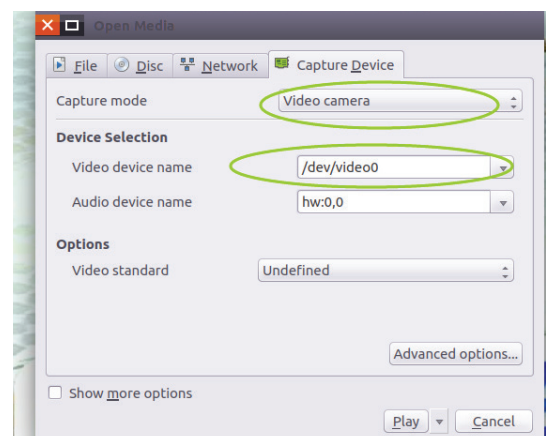 Open Media
File Disc Network Capture Device
Capture mode Video camera
Device Selection
Video device name /dev/video0
Audio device name hw:0,0
Options
Video standard Undefined
Advanced options...
Show more options
Play Cancel